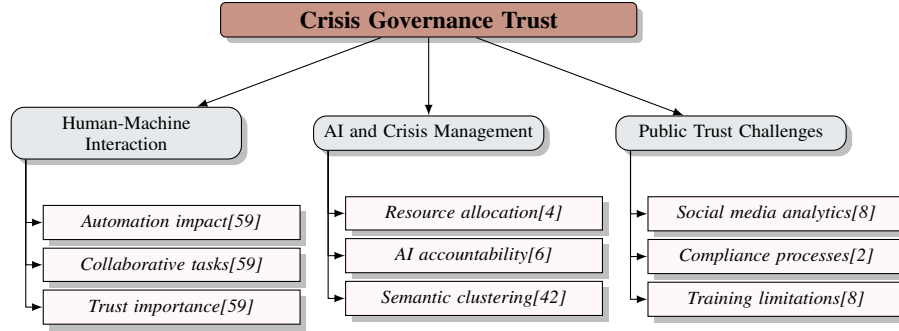 Crisis Governance Trust
Human-Machine
Interaction
Automation impact[59]
Collaborative tasks[59]
Trust importance[59]
AI and Crisis Management
Resource allocation[4]
AI accountability[6]
Semantic clustering[42]
Public Trust Challenges
Social media analytics[8]
Compliance processes[2]
Training limitations[8]